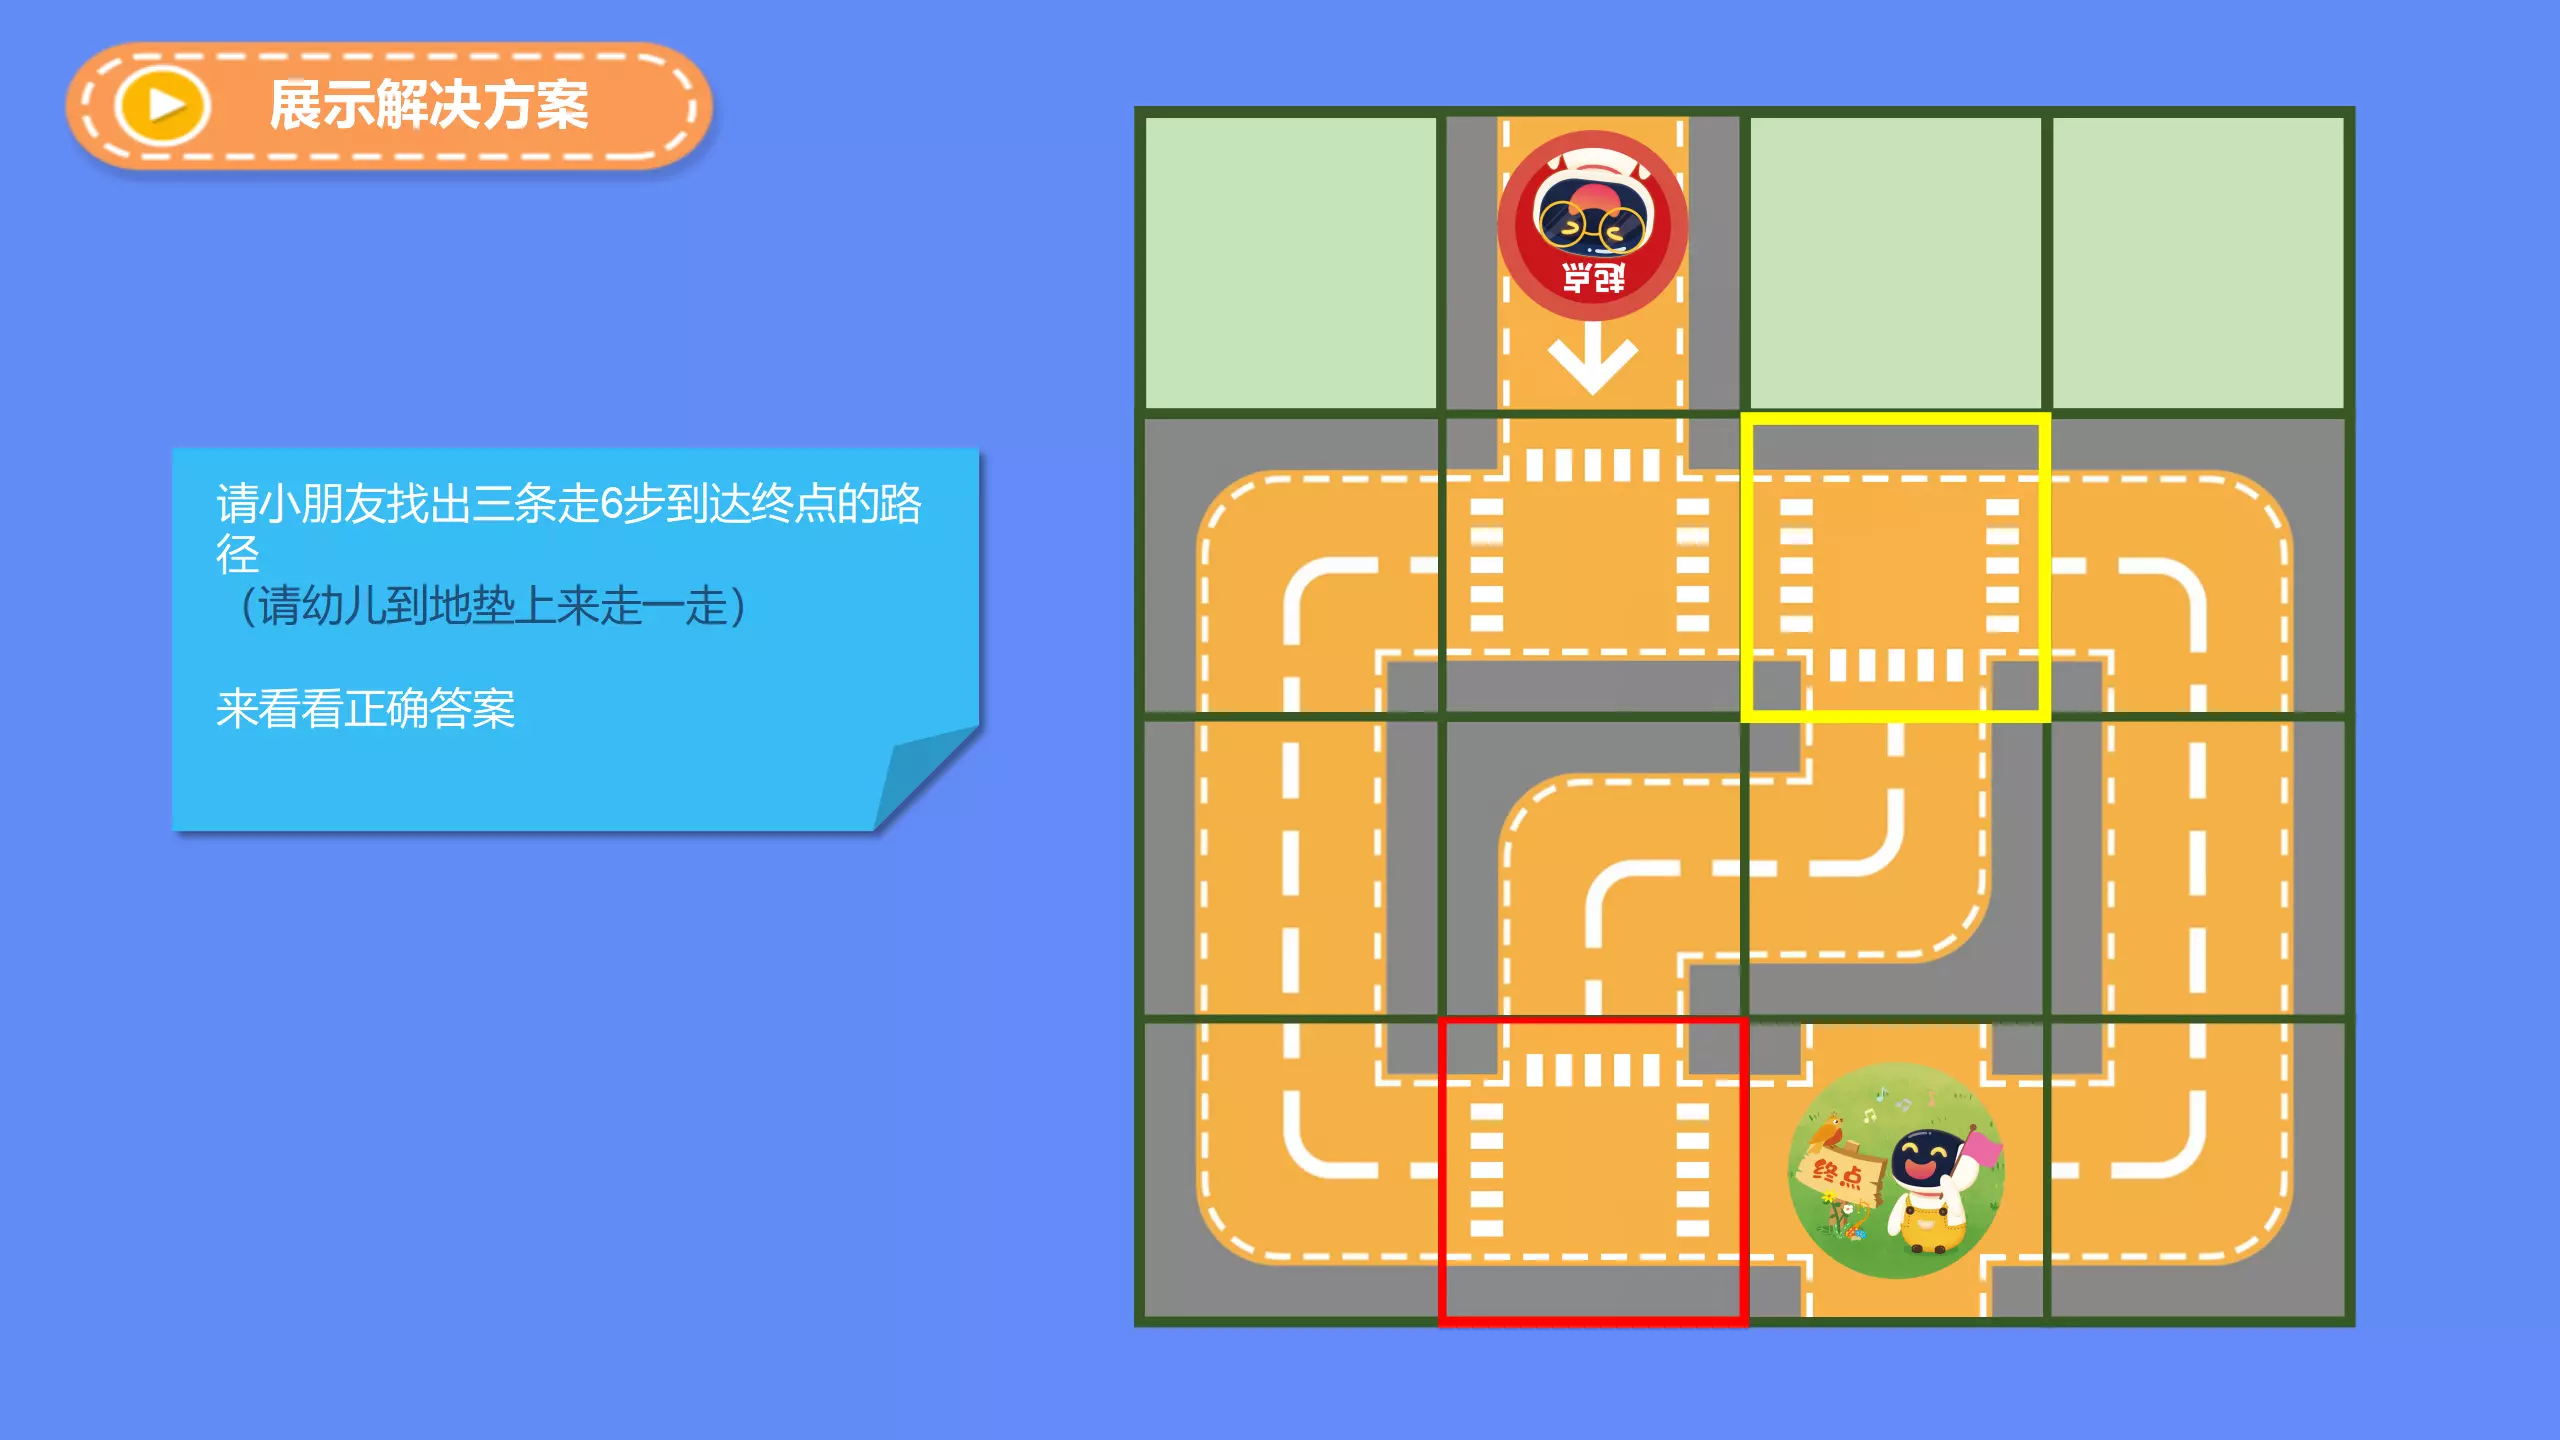 展示解决方案
起点
请小朋友找出三条走6步到达终点的路
径
（请幼儿到地垫上来走一走）
来看看正确答案
终点